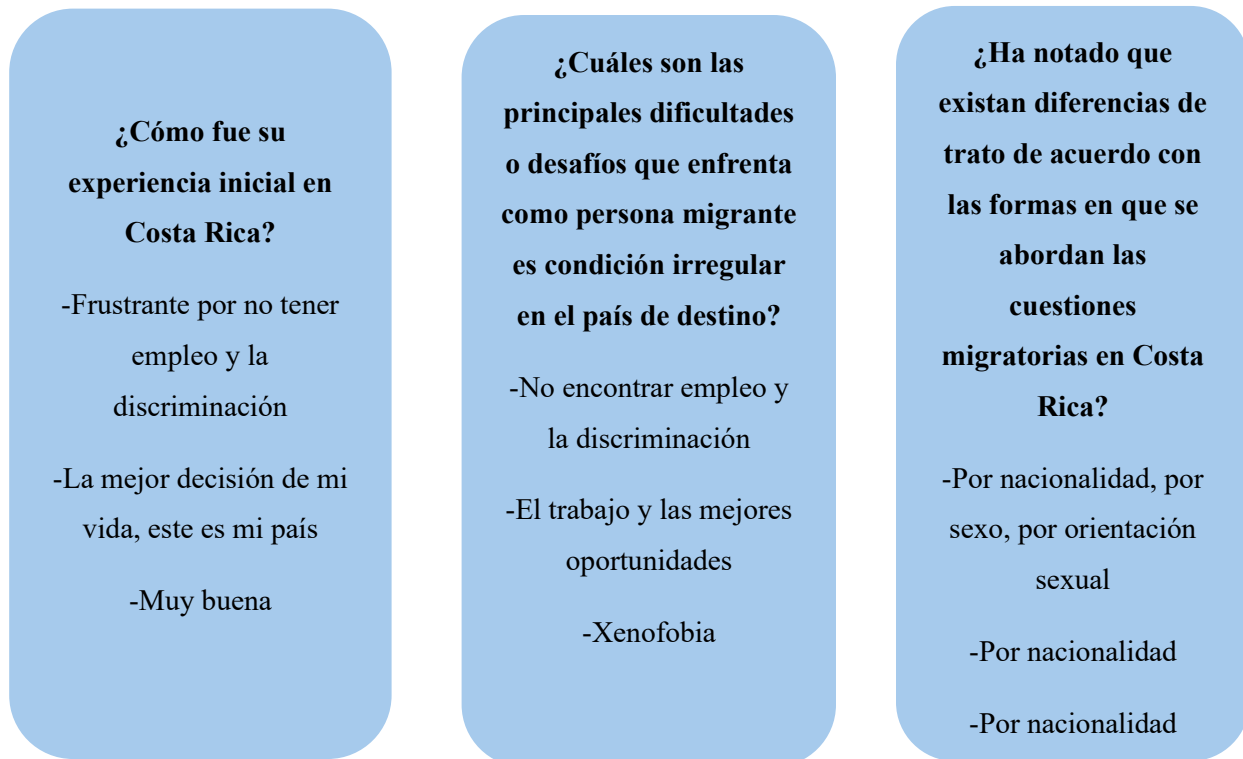 ¿Cómo fue su
experiencia inicial en
Costa Rica?
-Frustrante por no tener
empleo y la
discriminación
-La mejor decisión de mi
vida, este es mi país
-Muy buena
¿Cuáles son las
principales dificultades
o desafíos que enfrenta
como persona migrante
es condición irregular
en el país de destino?
-No encontrar empleo y
la discriminación
-El trabajo y las mejores
oportunidades
-Xenofobia
¿Ha notado que
existan diferencias de
trato de acuerdo con
las formas en que se
abordan las
cuestiones
migratorias en Costa
Rica?
-Por nacionalidad, por
sexo, por orientación
sexual
-Por nacionalidad
-Por nacionalidad